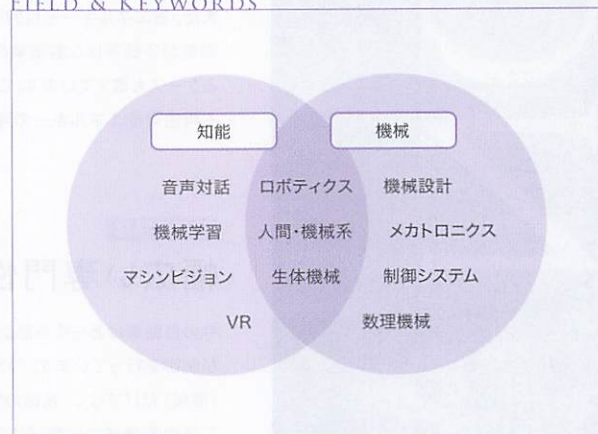 FIELD & KEYWORDS
知能 機械
音声対話 ロボティクス 機械設計
機械学習 人間・機械系 メカトロニクス
マシンビジョン 生体機械 制御システム
VR 数理機械